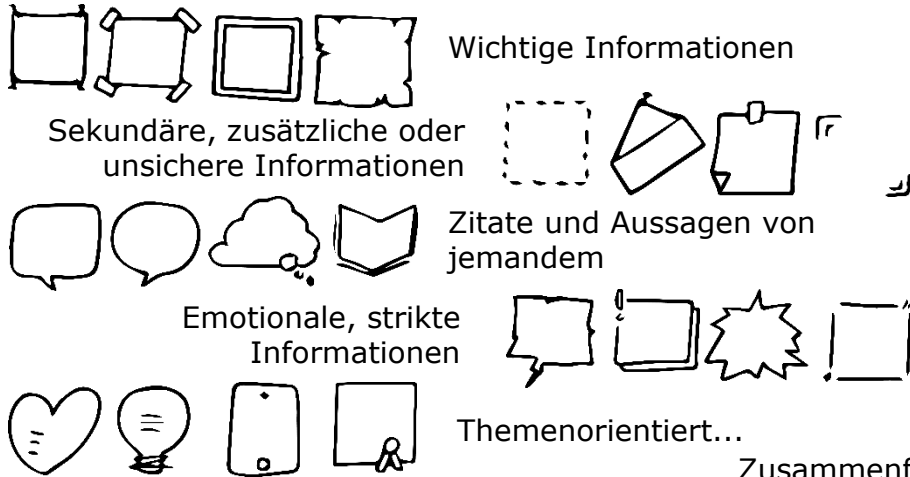 Wichtige Informationen
Sekundäre, zusätzliche oder
unsichere Informationen
Zitate und Aussagen von
jemandem
Emotionale, strikte
Informationen
Themenorientiert...